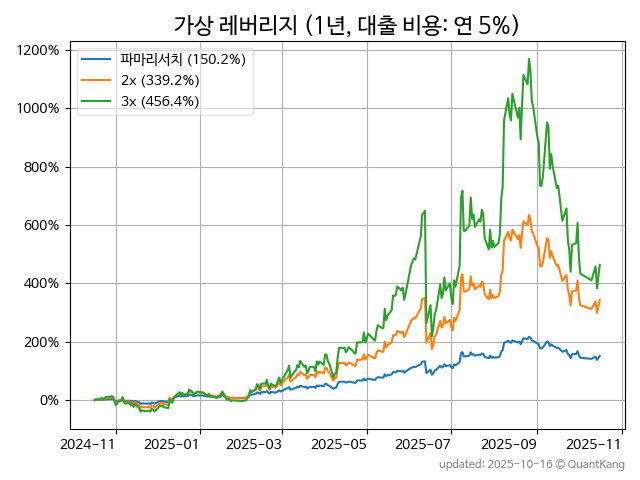 가상 레버리지 (1년, 대출 비용: 연 5%)
1200%
1000%
800%
600%
400%
200%
0%
파마리서치 (150.2%)
2x (339.2%)
3x (456.4%)
2024-11
2025-01
2025-03
2025-05
2025-07
2025-09
2025-11
updated: 2025-10-16 © QuantKang